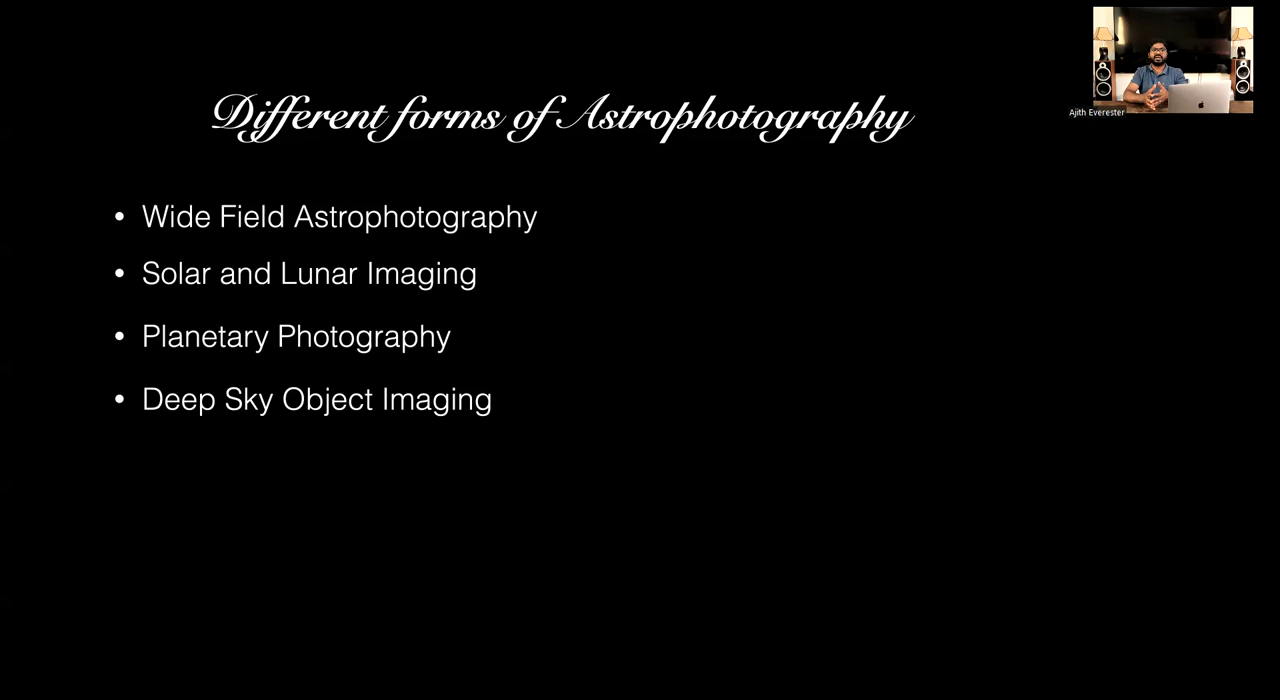 Different forms of Astrophotography
Ajith Everester
• Wide Field Astrophotography
• Solar and Lunar Imaging
• Planetary Photography
• Deep Sky Object Imaging